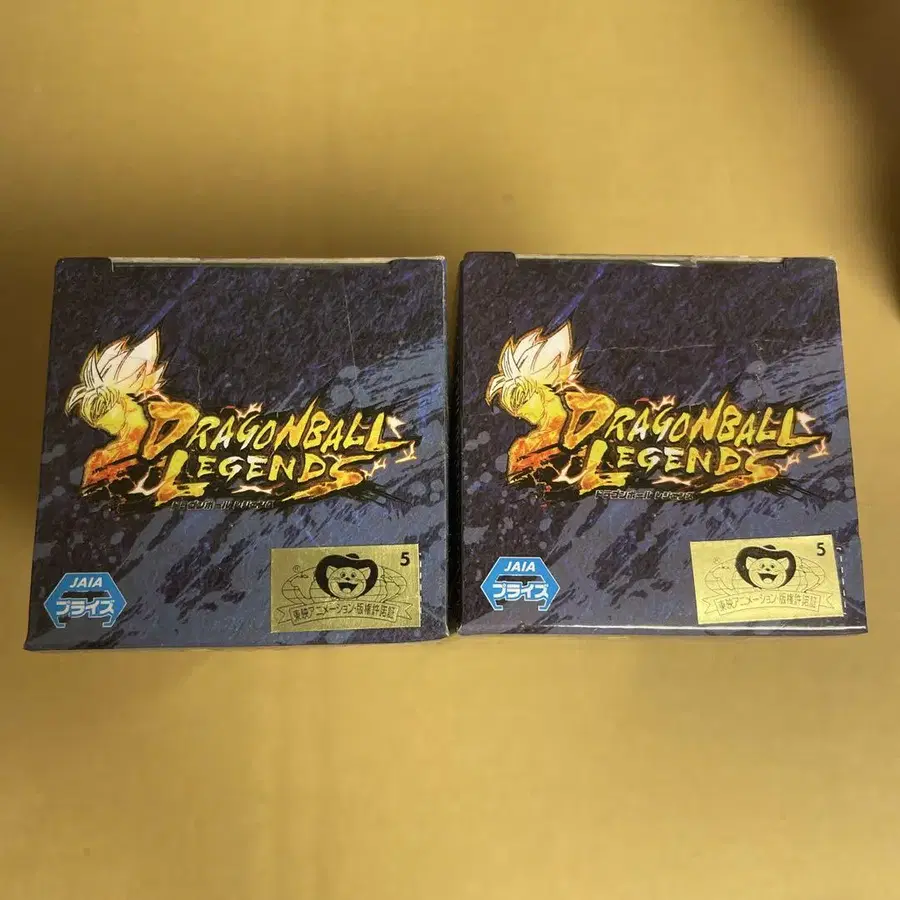 DRAGONBALL
LEGENDS
ドラゴンボール レジェンズ
JAIA
プライズ
5
東映アニメーション・版権許諾証
DRAGONBALL
LEGENDS
ドラゴンボール レジェンズ
JAIA
プライズ
5
東映アニメーション・版権許諾証